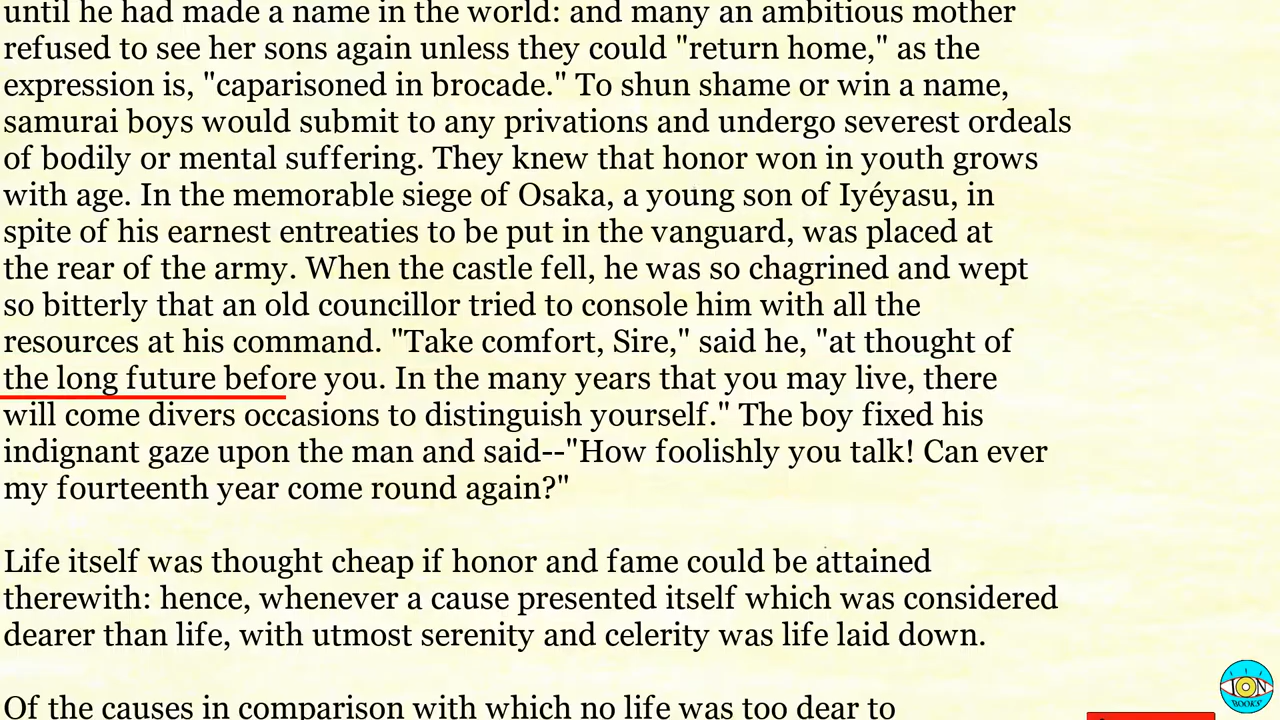 until he had made a name in the world: and many an ambitious mother
refused to see her sons again unless they could "return home," as the
expression is, "caparisoned in brocade." To shun shame or win a name,
samurai boys would submit to any privations and undergo severest ordeals
of bodily or mental suffering. They knew that honor won in youth grows
with age. In the memorable siege of Osaka, a young son of Iyéyasu, in
spite of his earnest entreaties to be put in the vanguard, was placed at
the rear of the army. When the castle fell, he was so chagrined and wept
so bitterly that an old councillor tried to console him with all the
resources at his command. "Take comfort, Sire," said he, "at thought of
the long future before you. In the many years that you may live, there
will come divers occasions to distinguish yourself." The boy fixed his
indignant gaze upon the man and said--"How foolishly you talk! Can ever
my fourteenth year come round again?"
Life itself was thought cheap if honor and fame could be attained
therewith: hence, whenever a cause presented itself which was considered
dearer than life, with utmost serenity and celerity was life laid down.
Of the causes in comparison with which no life was too dear to
ION
BOOKS